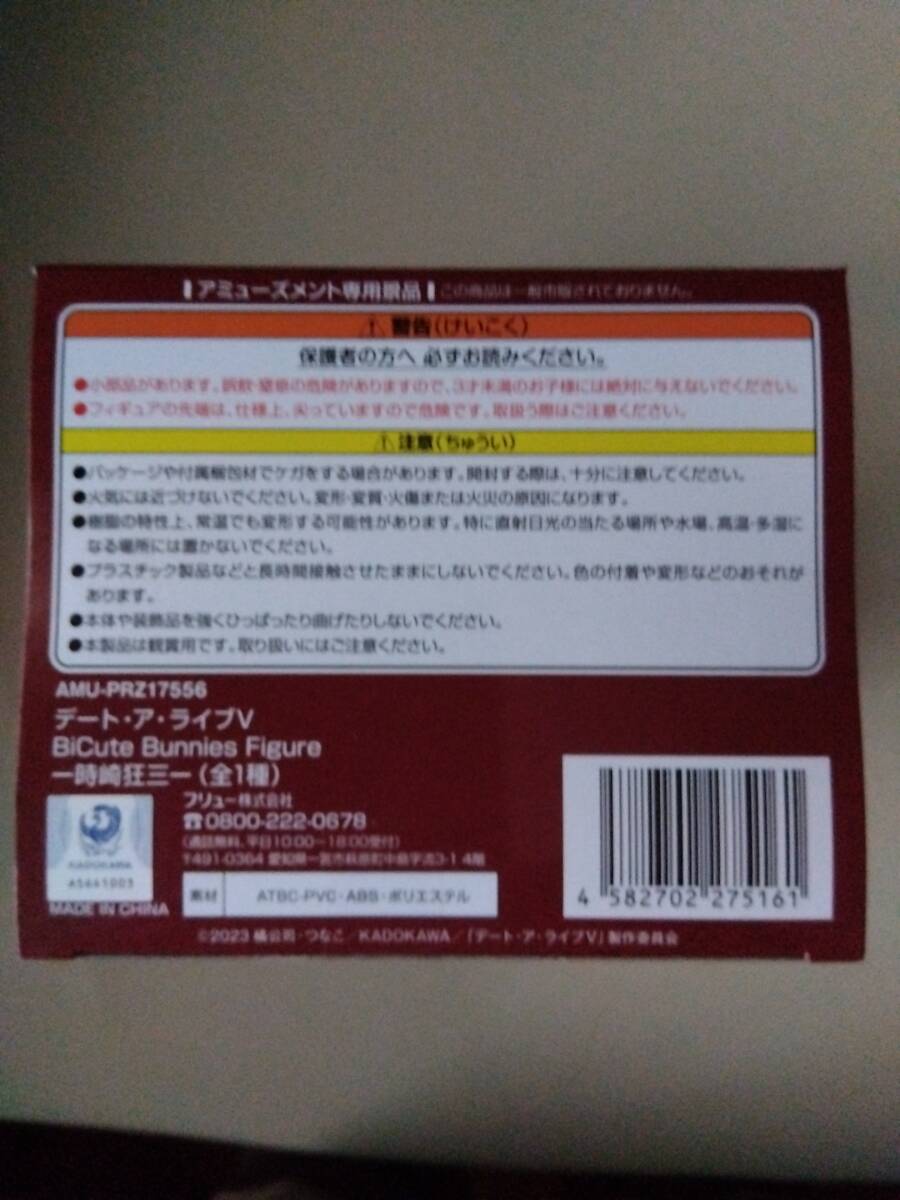 アミューズメント専用景品 この商品は一般市販されておりません。
⚠警告(けいこく)
保護者の方へ 必ずお読みください。
●小部品があります。誤飲・窒息の危険がありますので、3才未満のお子様には絶対に与えないでください。
●フィギュアの先端は、仕様上、尖っていますので危険です。取扱う際はご注意ください。
⚠注意(ちゅうい)
●パッケージや付属梱包材でケガをする場合があります。開封する際は、十分に注意してください。
●火気には近づけないでください。変形・変質・火傷または火災の原因になります。
●樹脂の特性上、常温でも変形する可能性があります。特に直射日光の当たる場所や水場、高温・多湿に
なる場所には置かないでください。
●プラスチック製品などと長時間接触させたままにしないでください。色の付着や変形などのおそれが
あります。
●本体や装飾品を強くひっぱったり曲げたりしないでください。
●本製品は観賞用です。取り扱いにはご注意ください。
AMU-PRZ17556
デート・ア・ライブV
BiCute Bunnies Figure
ー時崎狂三ー(全1種)
フリュー株式会社
☎0800-222-0678
(通話無料、平日10:00〜18:00受付)
〒491-0364 愛知県一宮市萩原町中島字流3-1 4階
KADOKAWA
MADE IN CHINA
素材 ATBC-PVC・ABS・ポリエステル
4 582702 275161
©2023 橘公司・つなこ/KADOKAWA/「デート・ア・ライブV」製作委員会